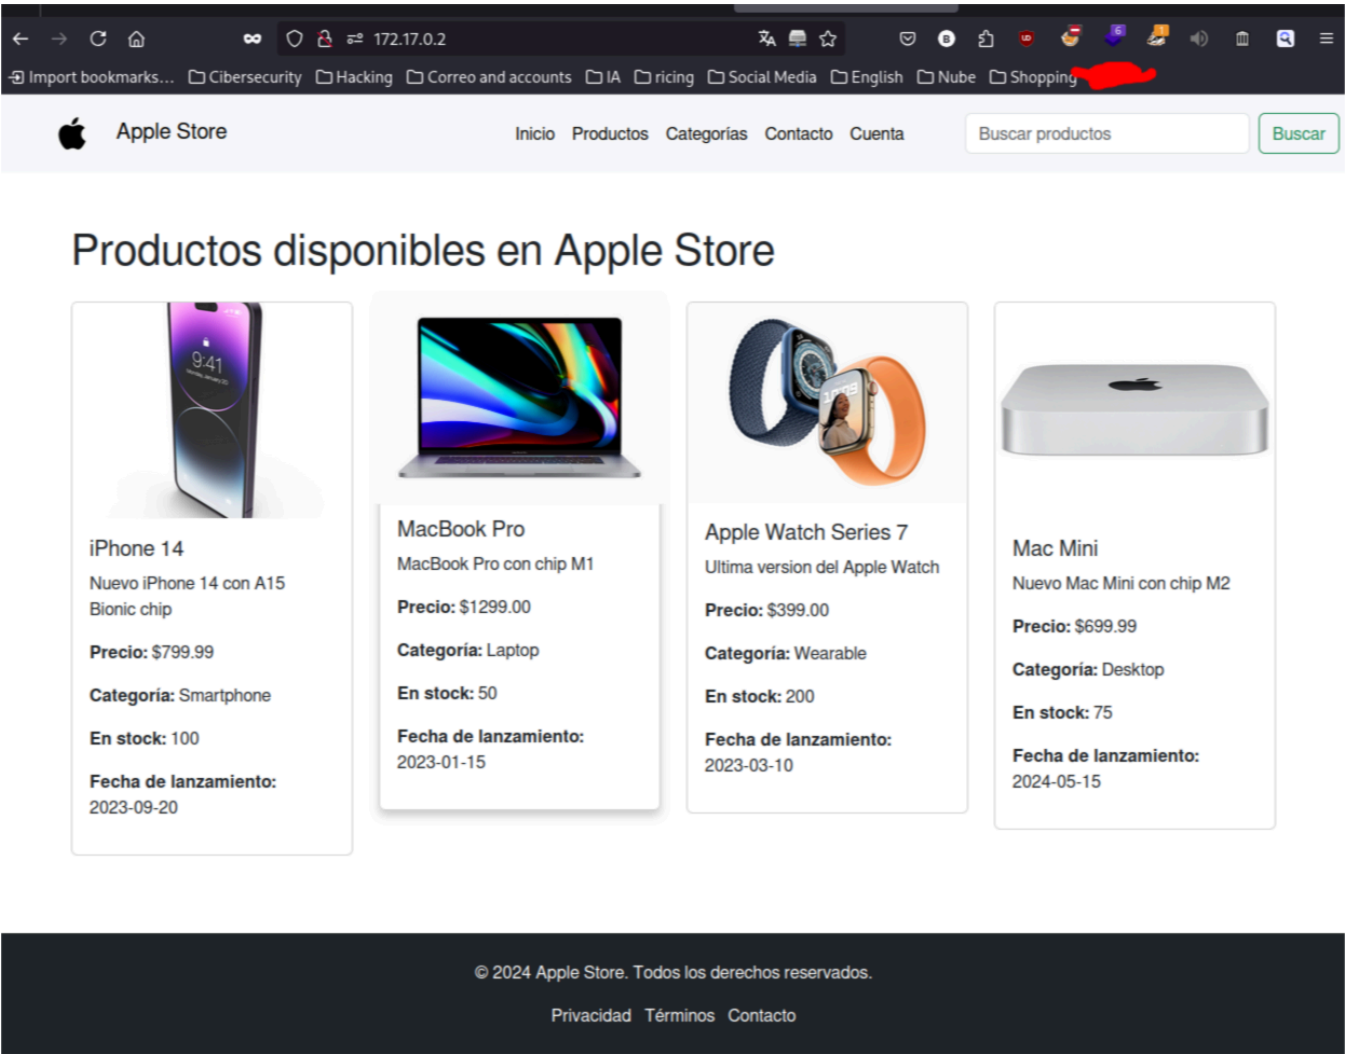 172.17.0.2
Import bookmarks... Cibersecurity Hacking Correo and accounts IA ricing Social Media English Nube Shopping
Apple Store Inicio Productos Categorías Contacto Cuenta Buscar productos Buscar
Productos disponibles en Apple Store
9:41
iPhone 14
Nuevo iPhone 14 con A15
Bionic chip
Precio: $799.99
Categoría: Smartphone
En stock: 100
Fecha de lanzamiento:
2023-09-20
MacBook Pro
MacBook Pro con chip M1
Precio: $1299.00
Categoría: Laptop
En stock: 50
Fecha de lanzamiento:
2023-01-15
Apple Watch Series 7
Ultima version del Apple Watch
Precio: $399.00
Categoría: Wearable
En stock: 200
Fecha de lanzamiento:
2023-03-10
Mac Mini
Nuevo Mac Mini con chip M2
Precio: $699.99
Categoría: Desktop
En stock: 75
Fecha de lanzamiento:
2024-05-15
© 2024 Apple Store. Todos los derechos reservados.
Privacidad Términos Contacto